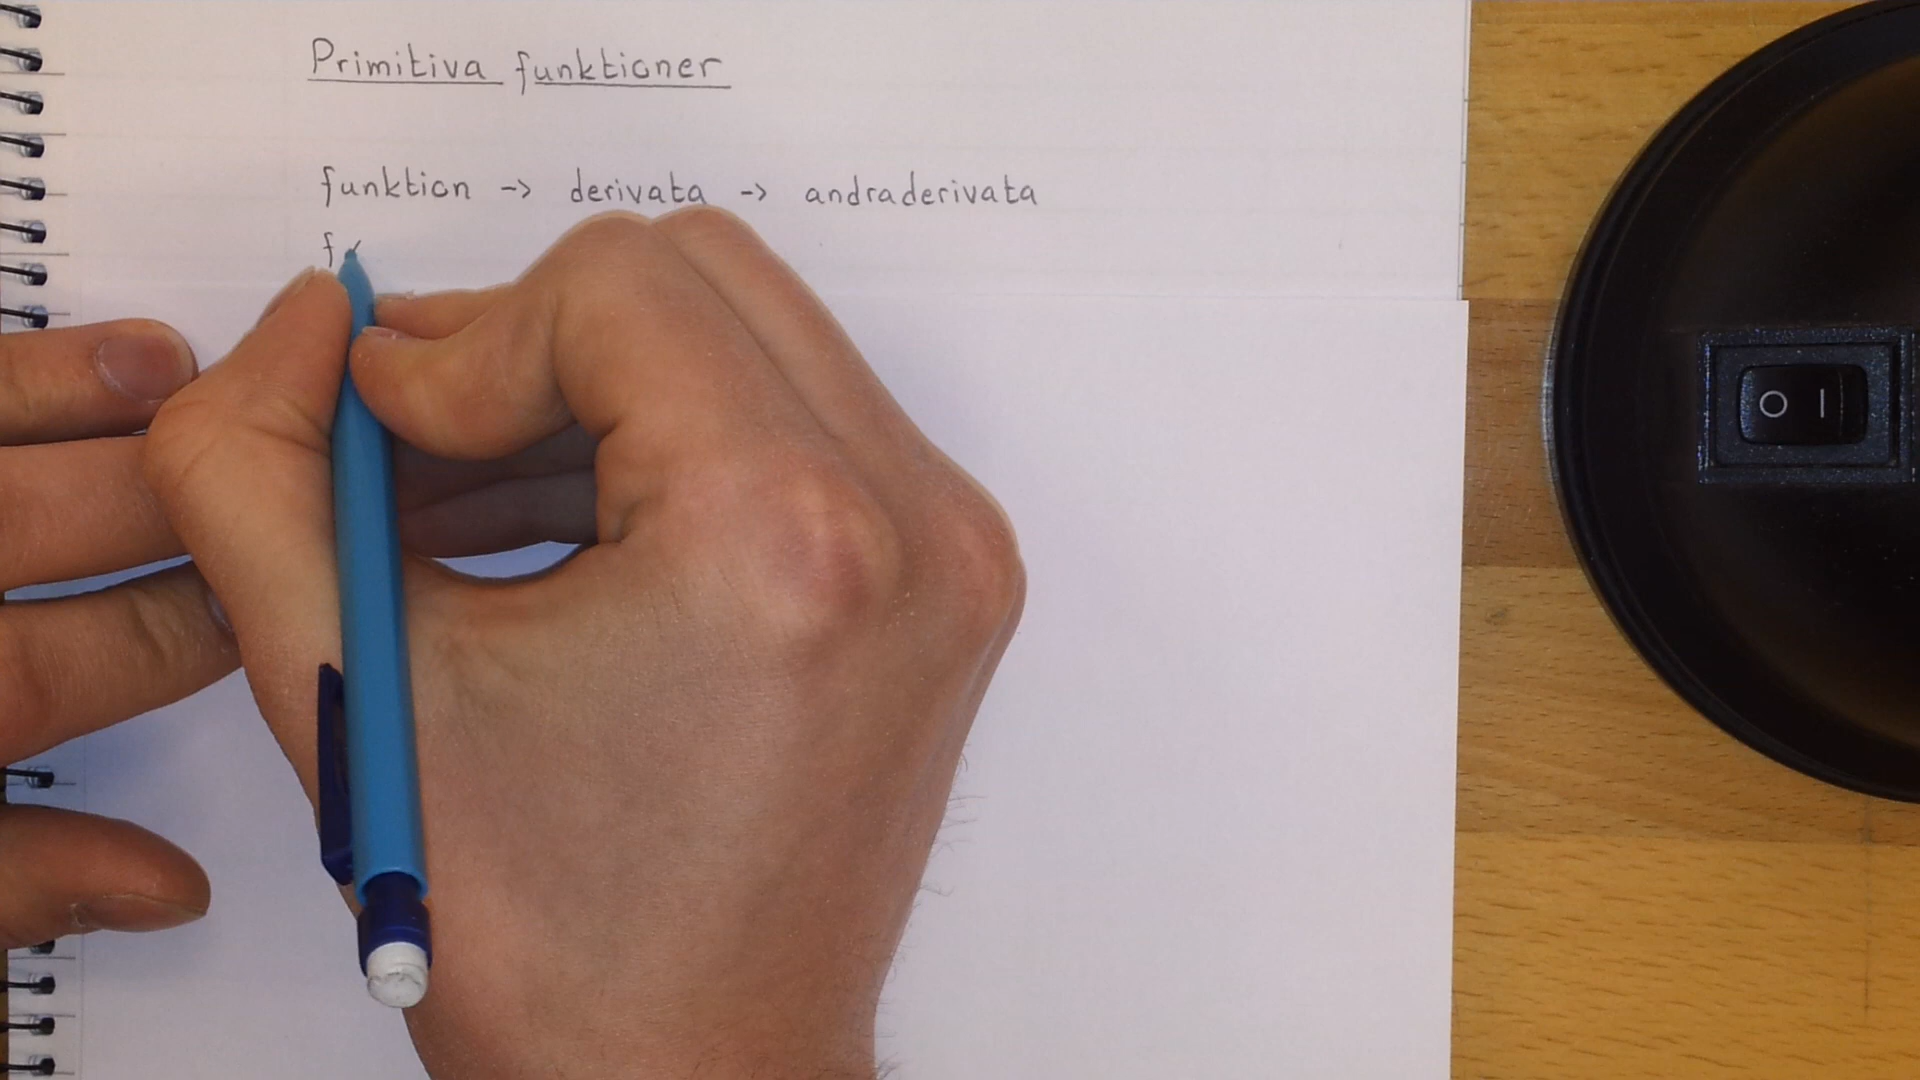 Primitiva funktioner
funktion -> derivata -> andraderivata
f(
O I